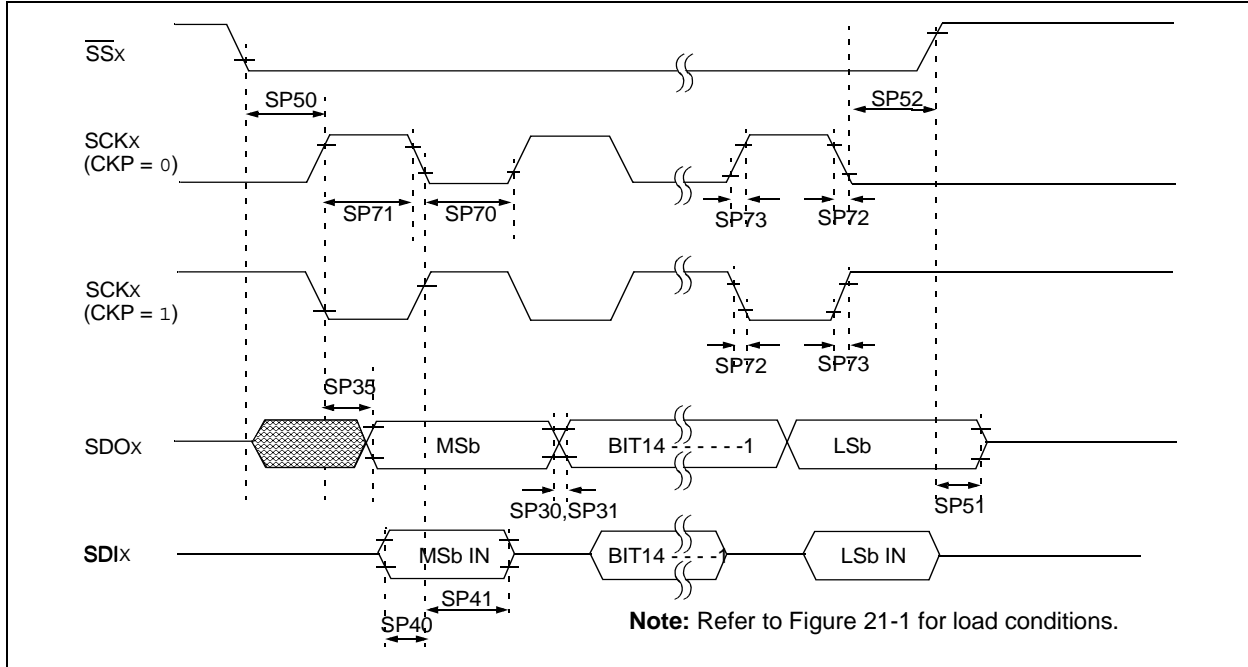 SSX
SP50
SP52
SCKX
(CKP = 0)
SP71
SP70
SP73
SP72
SCKX
(CKP = 1)
SP72
SP73
SP35
SDOX
MSb
BIT14 - - - - - -1
LSb
SP30,SP31
SP51
SDIX
MSb IN
BIT14 - - - -1
LSb IN
SP40
SP41
Note: Refer to Figure 21-1 for load conditions.